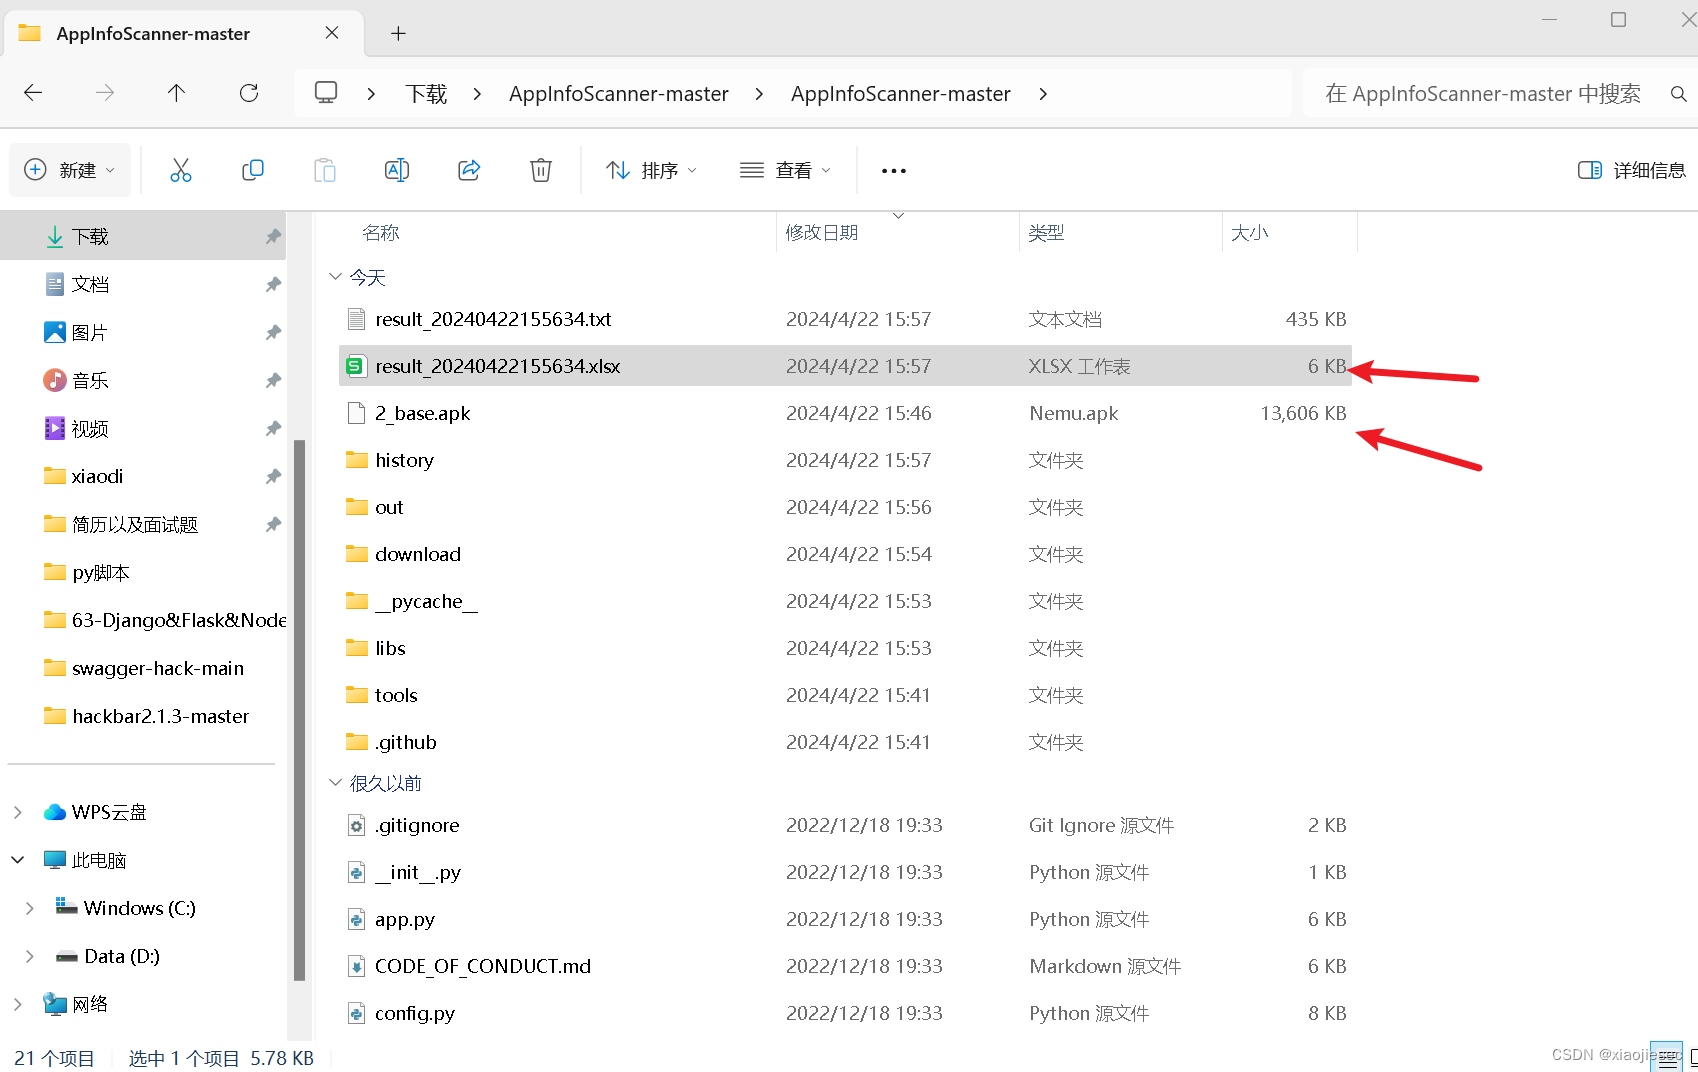 AppInfoScanner-master
下载 AppInfoScanner-master AppInfoScanner-master
在 AppInfoScanner-master 中搜索
新建 排序 查看 详细信息
下载
文档
图片
音乐
视频
xiaodi
简历以及面试题
py脚本
63-Django&Flask&Node
swagger-hack-main
hackbar2.1.3-master
WPS云盘
此电脑
Windows (C:)
Data (D:)
网络
名称 修改日期 类型 大小
今天
result_20240422155634.txt 2024/4/22 15:57 文本文档 435 KB
result_20240422155634.xlsx 2024/4/22 15:57 XLSX 工作表 6 KB
2_base.apk 2024/4/22 15:46 Nemu.apk 13,606 KB
history 2024/4/22 15:57 文件夹
out 2024/4/22 15:56 文件夹
download 2024/4/22 15:54 文件夹
__pycache__ 2024/4/22 15:53 文件夹
libs 2024/4/22 15:53 文件夹
tools 2024/4/22 15:41 文件夹
.github 2024/4/22 15:41 文件夹
很久以前
.gitignore 2022/12/18 19:33 Git Ignore 源文件 2 KB
__init__.py 2022/12/18 19:33 Python 源文件 1 KB
app.py 2022/12/18 19:33 Python 源文件 6 KB
CODE_OF_CONDUCT.md 2022/12/18 19:33 Markdown 源文件 6 KB
config.py 2022/12/18 19:33 Python 源文件 8 KB
21 个项目 选中 1 个项目 5.78 KB
CSDN @xiaojiesec